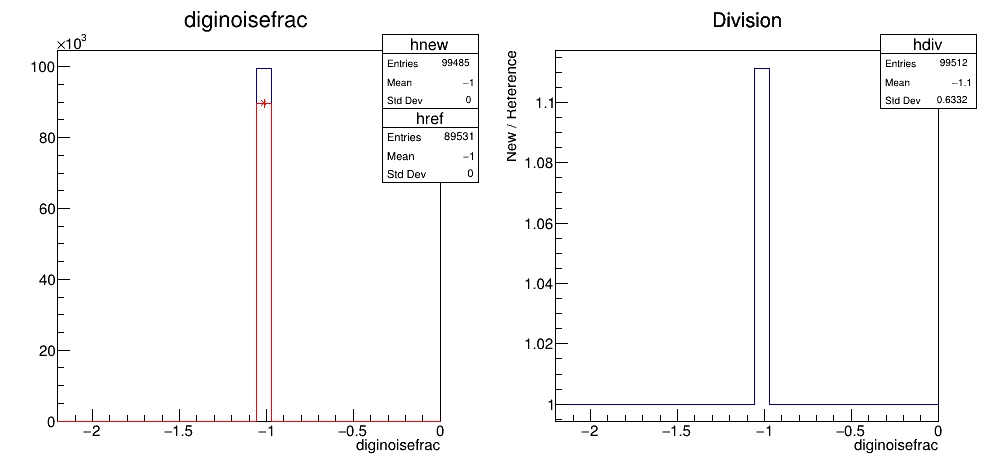 diginoisefrac
×10³
100
80
60
40
20
0
−2
−1.5
−1
−0.5
0
diginoisefrac
hnew
Entries 99485
Mean −1
Std Dev 0
href
Entries 89531
Mean −1
Std Dev 0
Division
New / Reference
1.1
1.08
1.06
1.04
1.02
1
−2
−1.5
−1
−0.5
0
diginoisefrac
hdiv
Entries 99512
Mean −1.1
Std Dev 0.6332